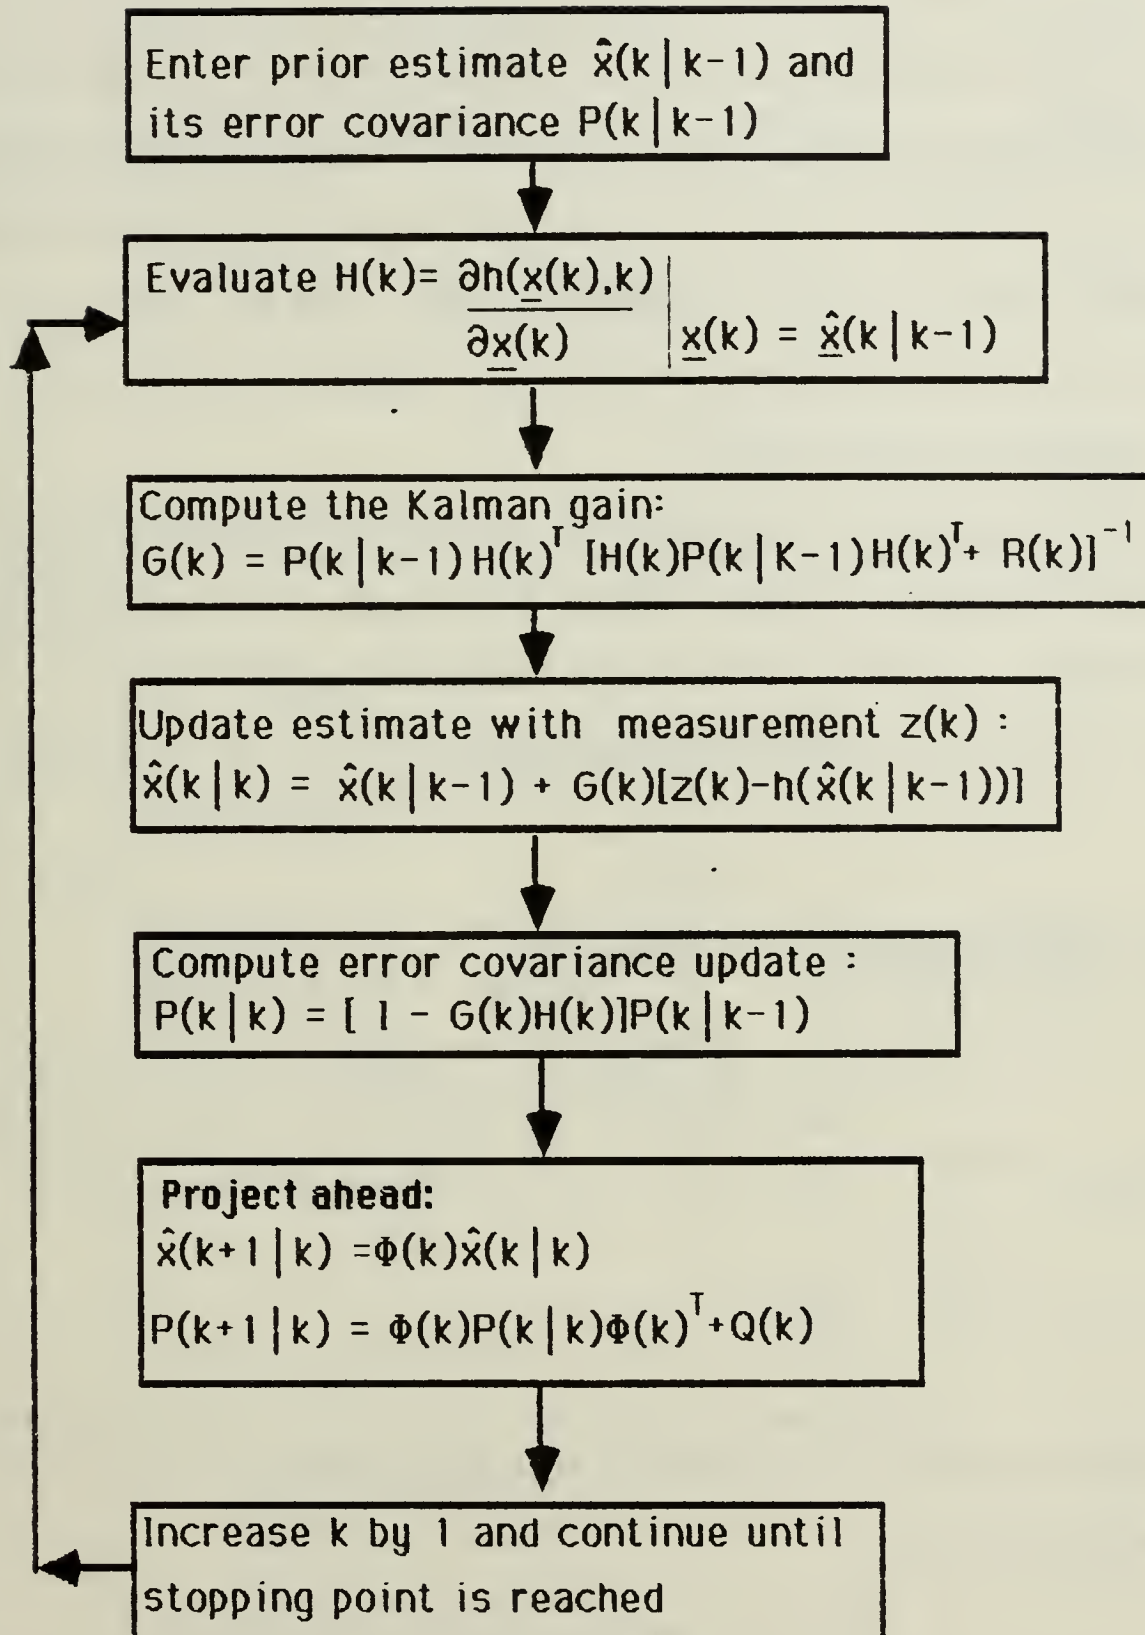 Enter prior estimate x̂(k|k-1) and
its error covariance P(k|k-1)
Evaluate H(k)= ∂h(x(k),k)
∂x(k) | x(k) = x̂(k|k-1)
Compute the Kalman gain:
G(k) = P(k|k-1)H(k)ᵀ [H(k)P(k|K-1)H(k)ᵀ+ R(k)]⁻¹
Update estimate with measurement z(k) :
x̂(k|k) = x̂(k|k-1) + G(k)[z(k)-h(x̂(k|k-1))]
Compute error covariance update :
P(k|k) = [ I - G(k)H(k)]P(k|k-1)
Project ahead:
x̂(k+1|k) =Φ(k)x̂(k|k)
P(k+1|k) = Φ(k)P(k|k)Φ(k)ᵀ+Q(k)
Increase k by 1 and continue until
stopping point is reached